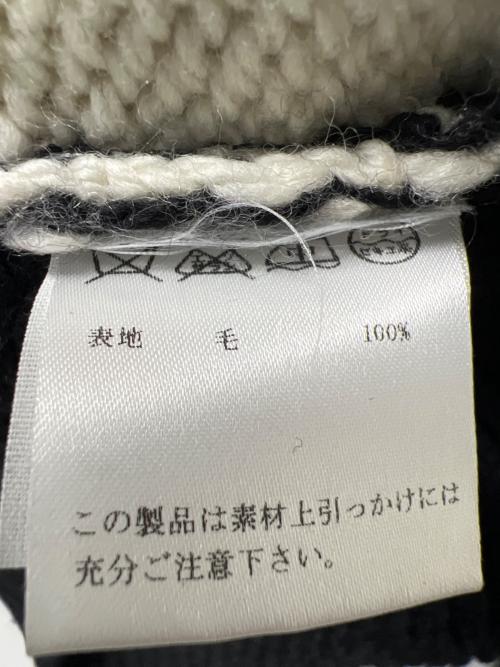 表地 毛 100%
この製品は素材上引っかけには
充分ご注意下さい。